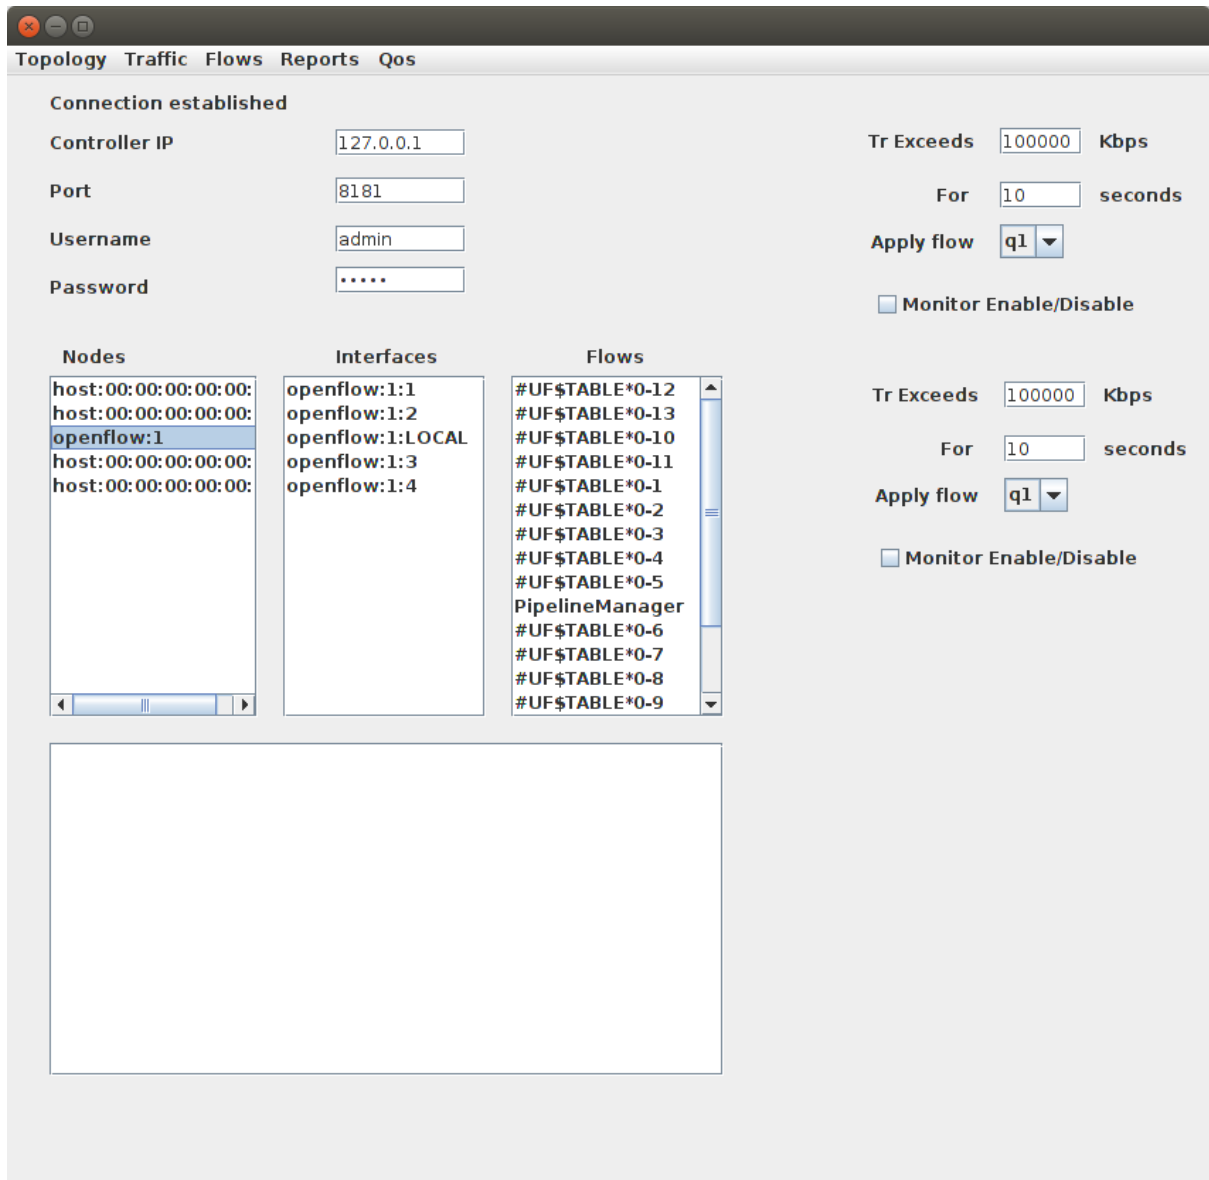 Topology Traffic Flows Reports Qos
Connection established
Controller IP 127.0.0.1
Port 8181
Username admin
Password •••••
Tr Exceeds 100000 Kbps
For 10 seconds
Apply flow q1
Monitor Enable/Disable
Nodes
host:00:00:00:00:00:
host:00:00:00:00:00:
openflow:1
host:00:00:00:00:00:
host:00:00:00:00:00:
Interfaces
openflow:1:1
openflow:1:2
openflow:1:LOCAL
openflow:1:3
openflow:1:4
Flows
#UF$TABLE*0-12
#UF$TABLE*0-13
#UF$TABLE*0-10
#UF$TABLE*0-11
#UF$TABLE*0-1
#UF$TABLE*0-2
#UF$TABLE*0-3
#UF$TABLE*0-4
#UF$TABLE*0-5
PipelineManager
#UF$TABLE*0-6
#UF$TABLE*0-7
#UF$TABLE*0-8
#UF$TABLE*0-9
Tr Exceeds 100000 Kbps
For 10 seconds
Apply flow q1
Monitor Enable/Disable